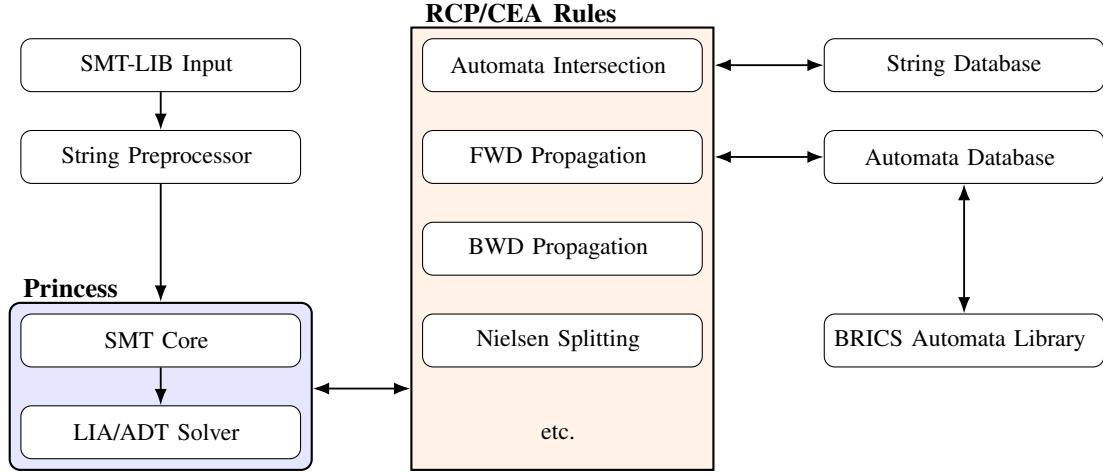 RCP/CEA Rules
SMT-LIB Input
Automata Intersection
String Database
String Preprocessor
FWD Propagation
Automata Database
BWD Propagation
Princess
SMT Core
Nielsen Splitting
BRICS Automata Library
LIA/ADT Solver
etc.